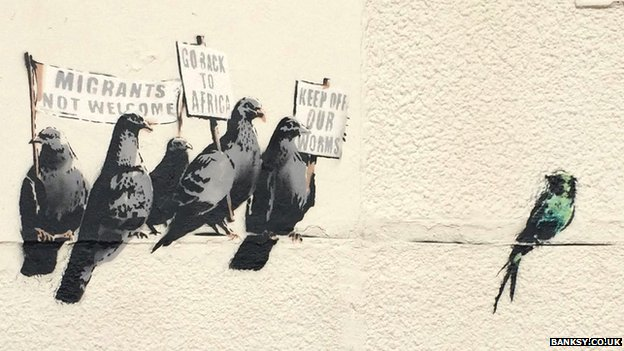 MIGRANTS
NOT WELCOME
GO BACK
TO
AFRICA
KEEP OFF
OUR
WORMS
BANKSY.CO.UK